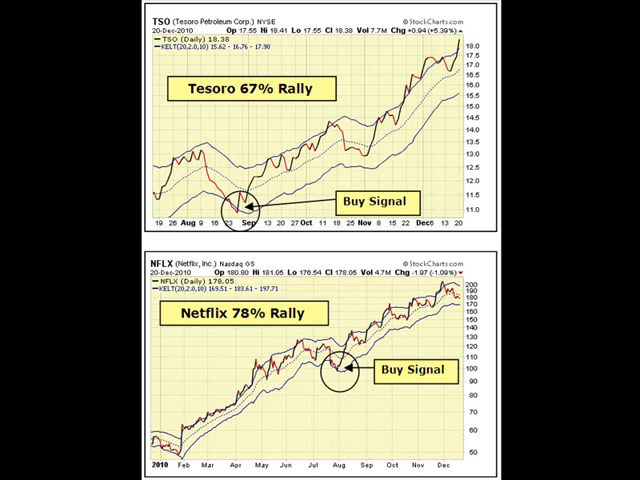 TSO (Tesoro Petroleum Corp.) NYSE © StockCharts.com
20-Dec-2010 Op 17.55 Hi 18.41 Lo 17.55 Cl 18.38 Vol 7.7M Chg +0.94 (+5.39%)
TSO (Daily) 18.38
KELT(20,2.0,10) 15.62 - 16.76 - 17.90
Tesoro 67% Rally
Buy Signal
18.0
17.5
17.0
16.5
16.0
15.5
15.0
14.5
14.0
13.5
13.0
12.5
12.0
11.5
11.0
19 26 Aug 9 16 23 Sep 13 20 27 Oct 11 18 25 Nov 8 15 22 Dec 6 13 20
NFLX (Netflix, Inc.) Nasdaq GS © StockCharts.com
20-Dec-2010 Op 180.80 Hi 181.05 Lo 176.54 Cl 178.05 Vol 4.7M Chg -1.97 (-1.09%)
NFLX (Daily) 178.05
KELT(20,2.0,10) 169.51 - 183.61 - 197.71
Netflix 78% Rally
Buy Signal
200
190
180
170
160
150
140
130
120
110
100
90
80
70
60
50
2010 Feb Mar Apr May Jun Jul Aug Sep Oct Nov Dec